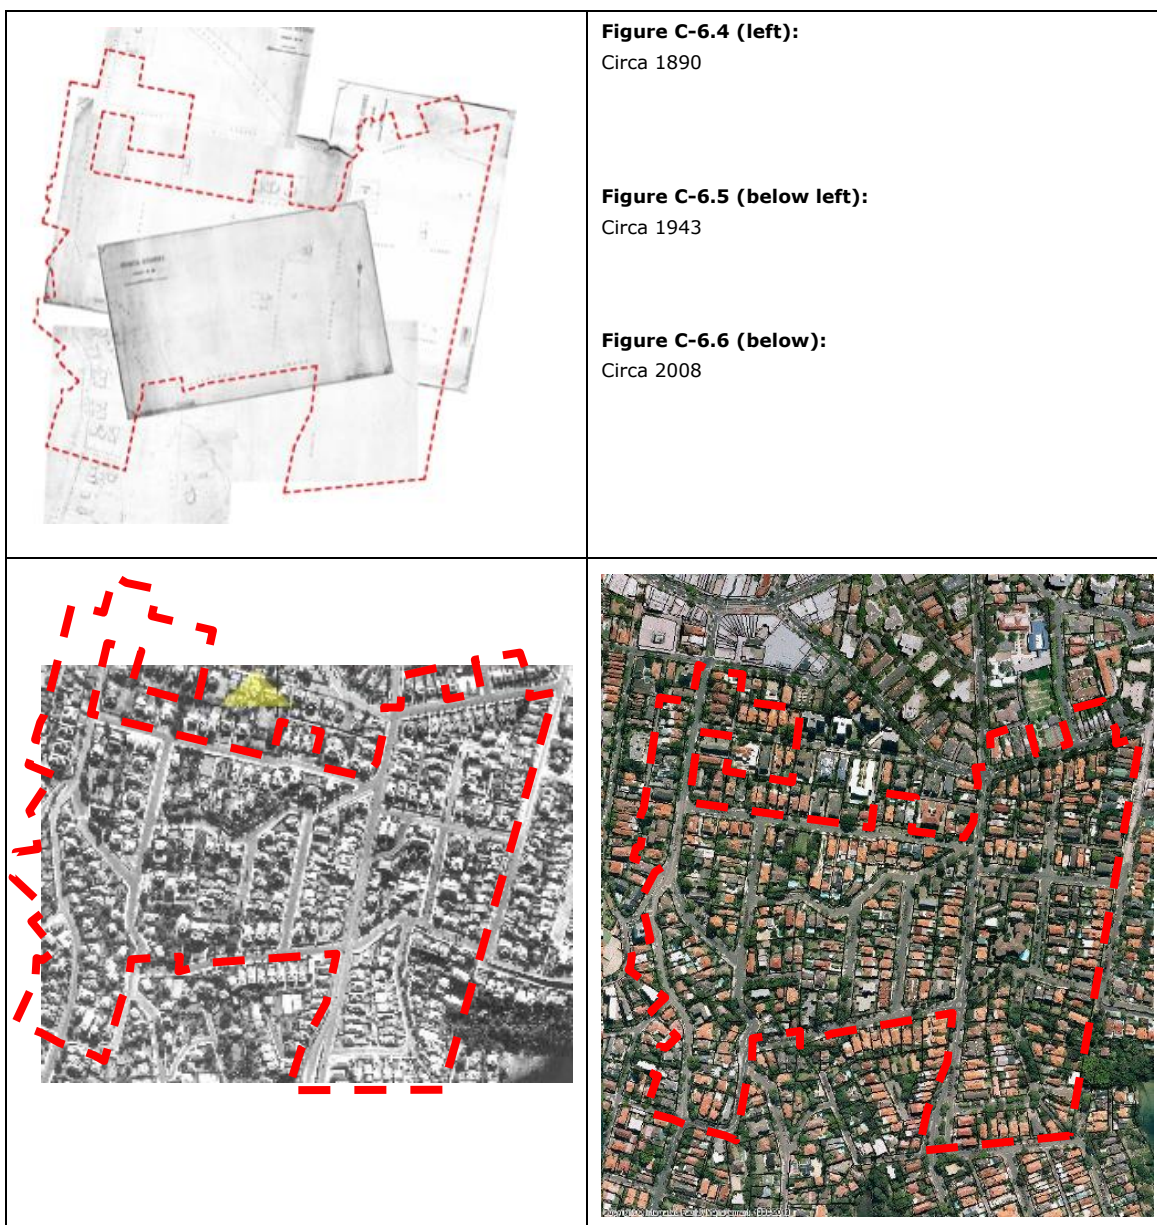 Figure C-6.4 (left):
Circa 1890
Figure C-6.5 (below left):
Circa 1943
Figure C-6.6 (below):
Circa 2008